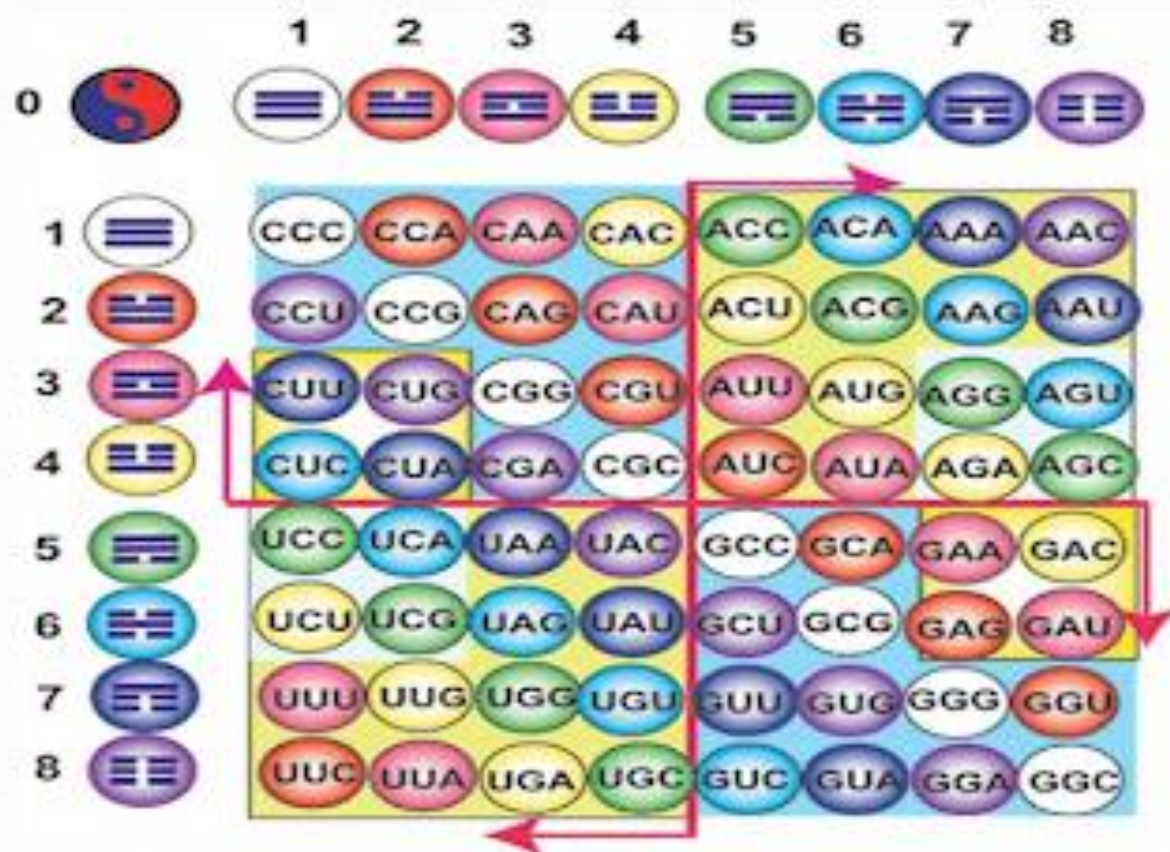 1 2 3 4 5 6 7 8
0
1 CCC CCA CAA CAC ACC ACA AAA AAC
2 CCU CCG CAG CAU ACU ACG AAG AAU
3 CUU CUG CGG CGU AUU AUG AGG AGU
4 CUC CUA CGA CGC AUC AUA AGA AGC
5 UCC UCA UAA UAC GCC GCA GAA GAC
6 UCU UCG UAG UAU GCU GCG GAG GAU
7 UUU UUG UGG UGU GUU GUG GGG GGU
8 UUC UUA UGA UGC GUC GUA GGA GGC